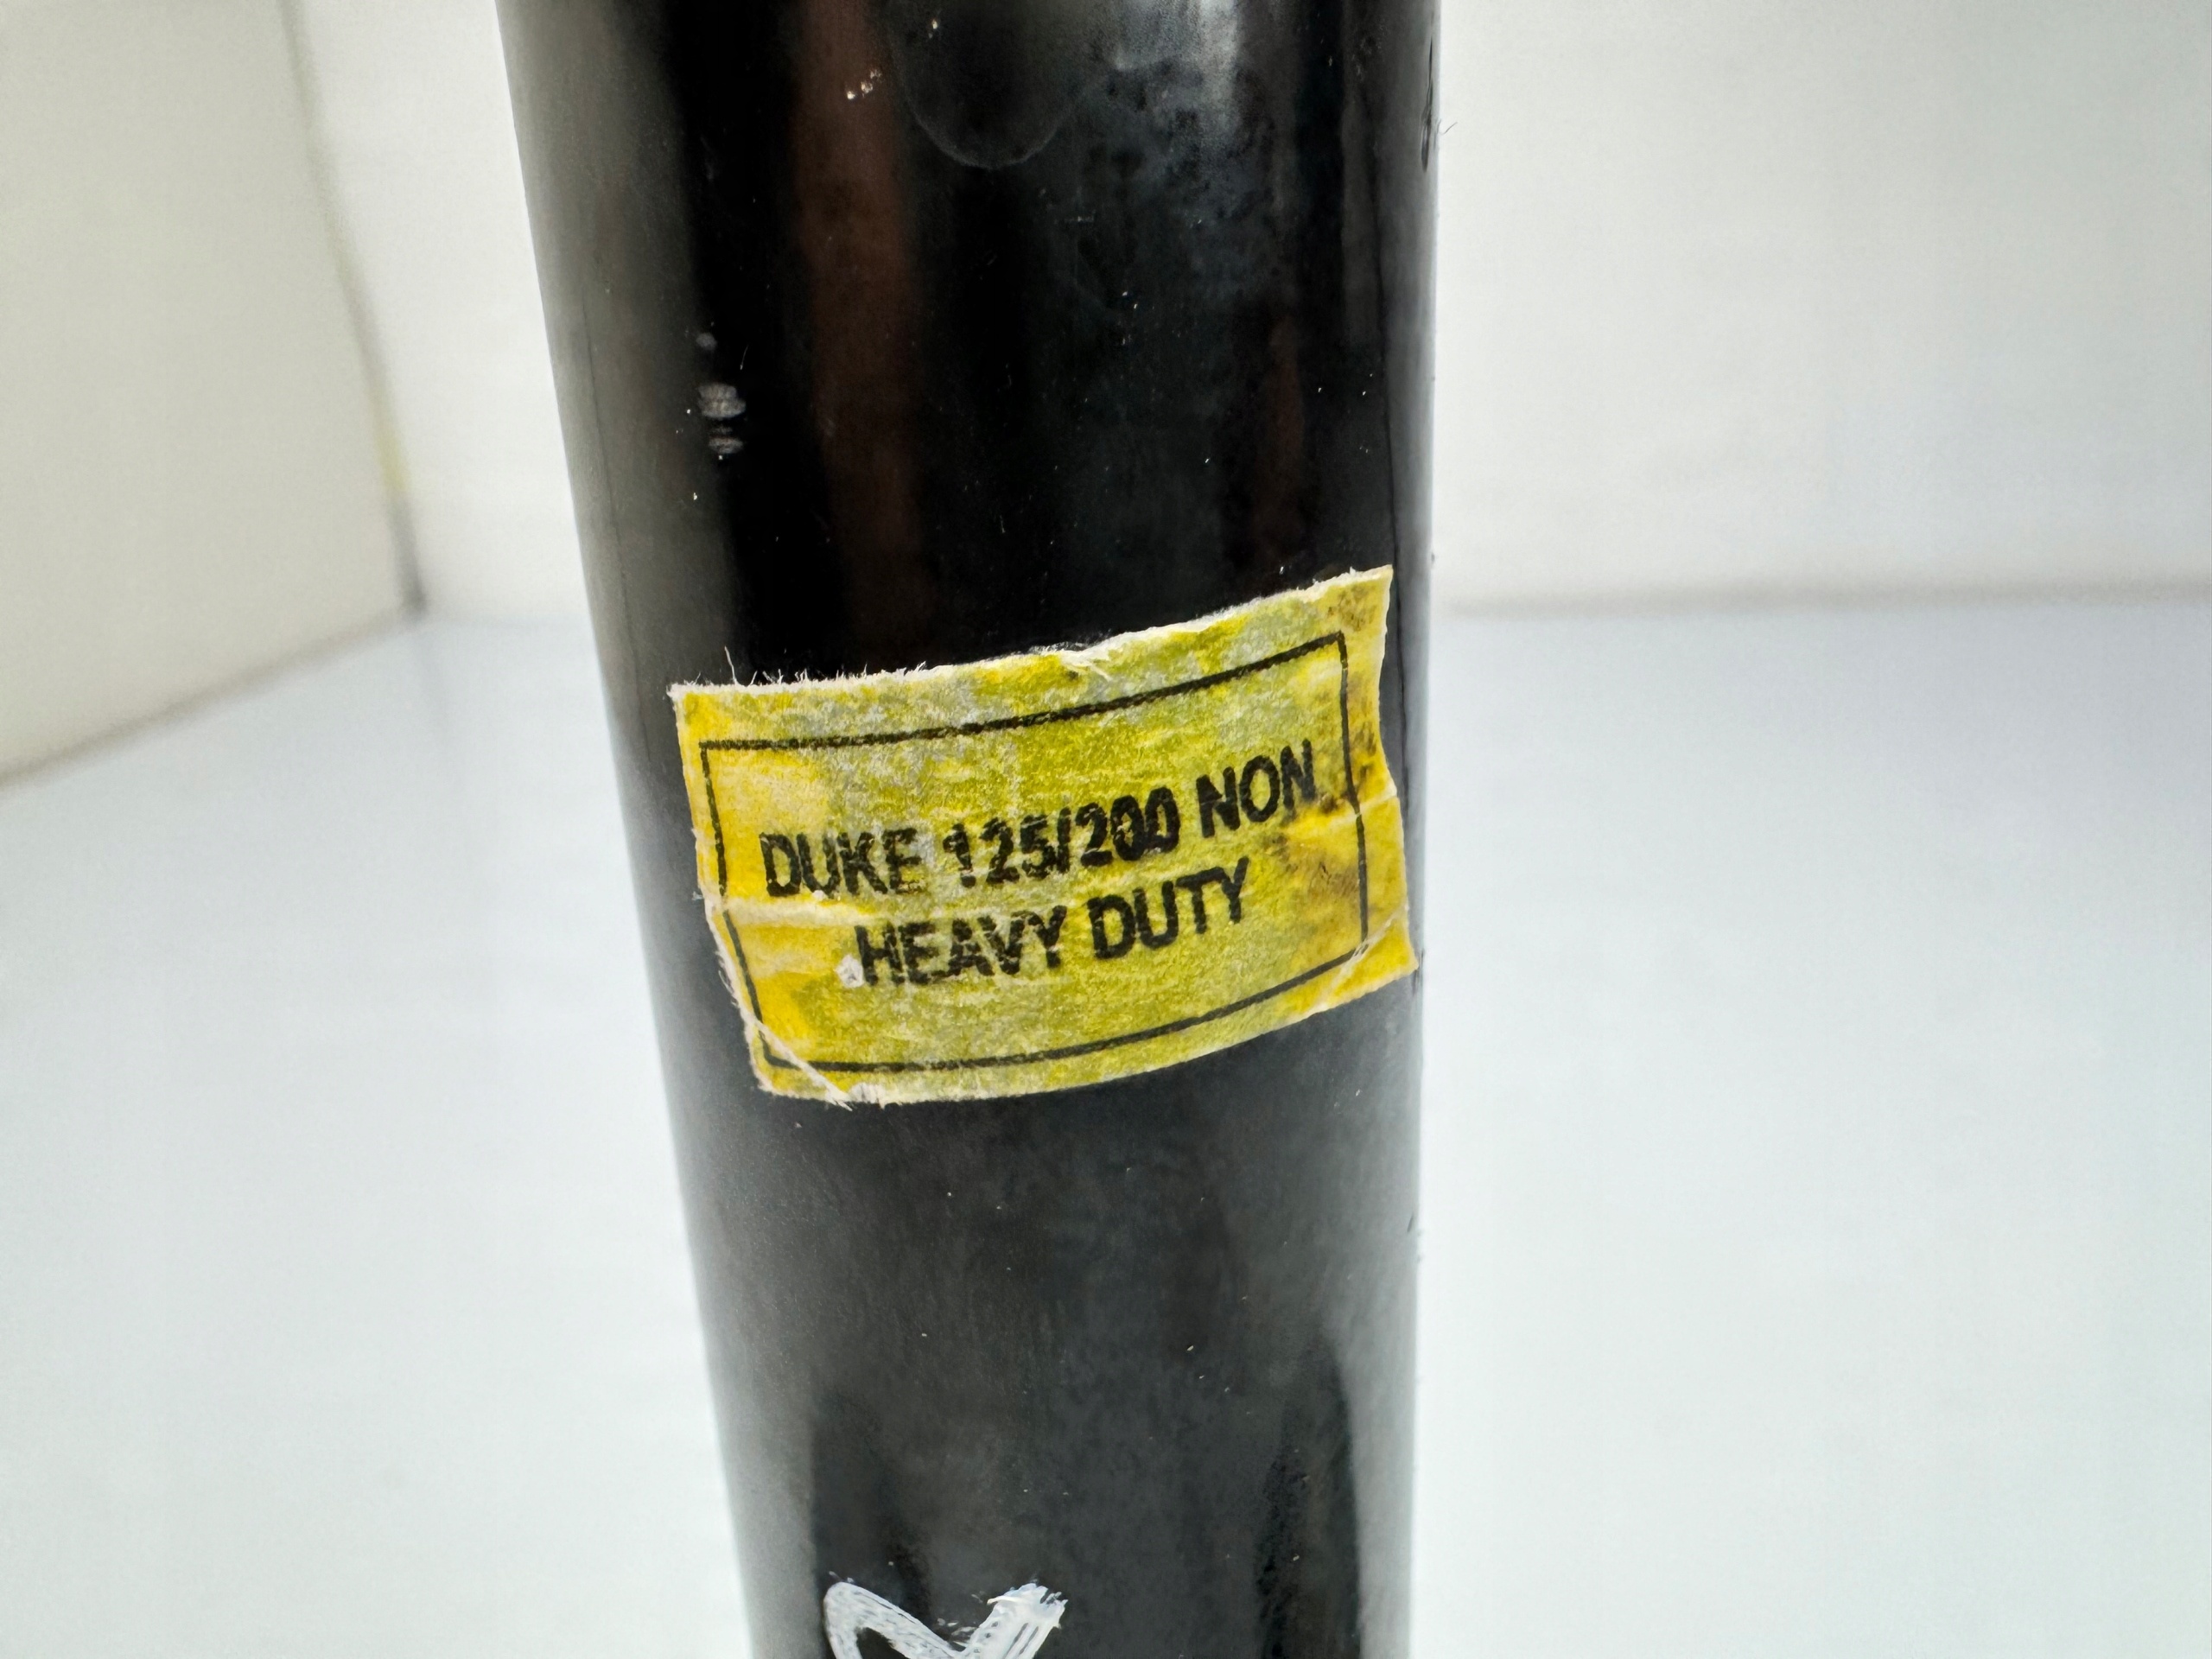 DUKE 125/200 NON
HEAVY DUTY